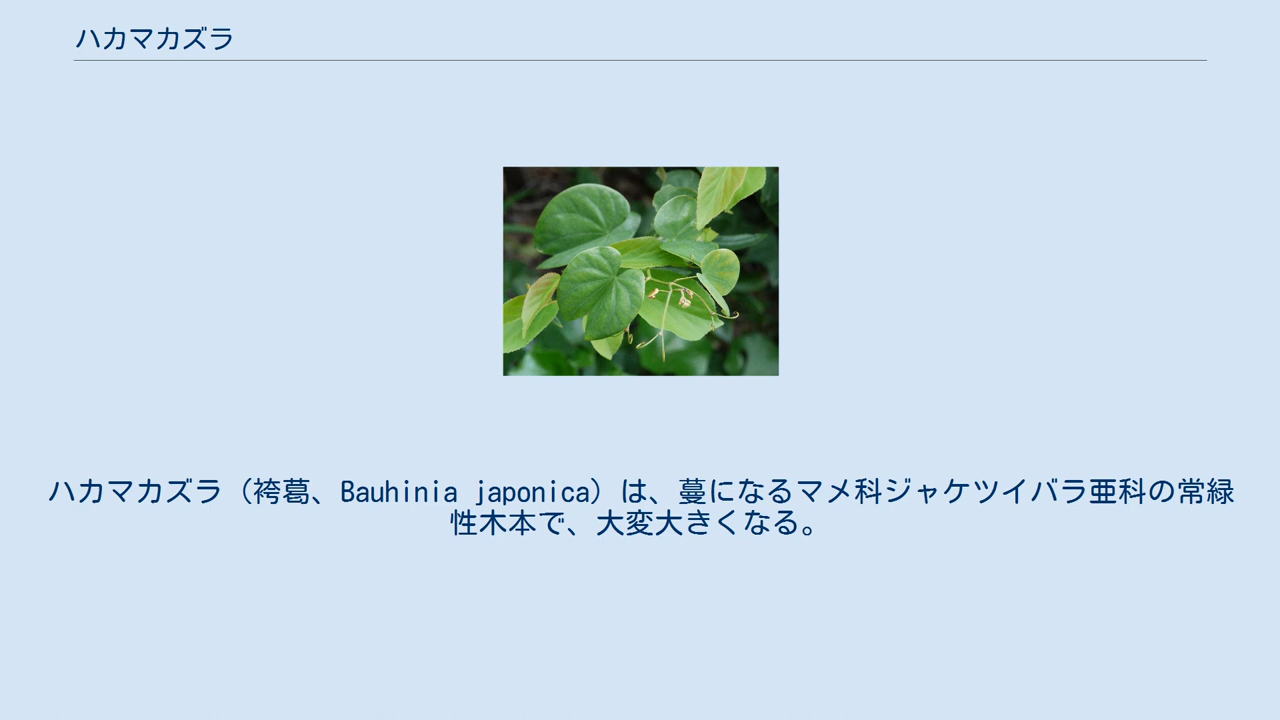 ハカマカズラ
ハカマカズラ（袴葛、Bauhinia japonica）は、蔓になるマメ科ジャケツイバラ亜科の常緑
性木本で、大変大きくなる。